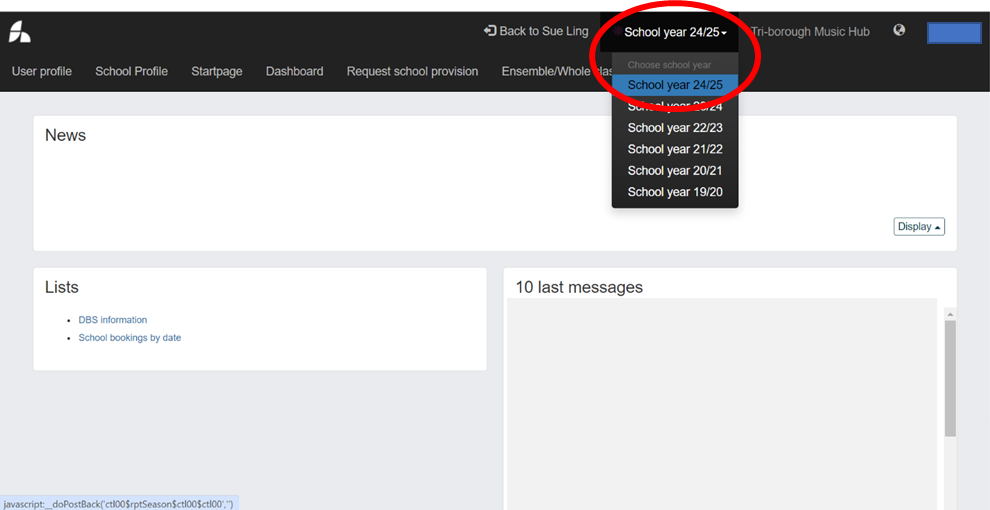 Back to Sue Ling School year 24/25 Tri-borough Music Hub
User profile School Profile Startpage Dashboard Request school provision Ensemble/Whole clas
Choose school year
School year 24/25
School year 23/24
School year 22/23
School year 21/22
School year 20/21
School year 19/20
News
Display
Lists
DBS information
School bookings by date
10 last messages
javascript:__doPostBack('ctl00$rptSeason$ctl00$ctl00','')